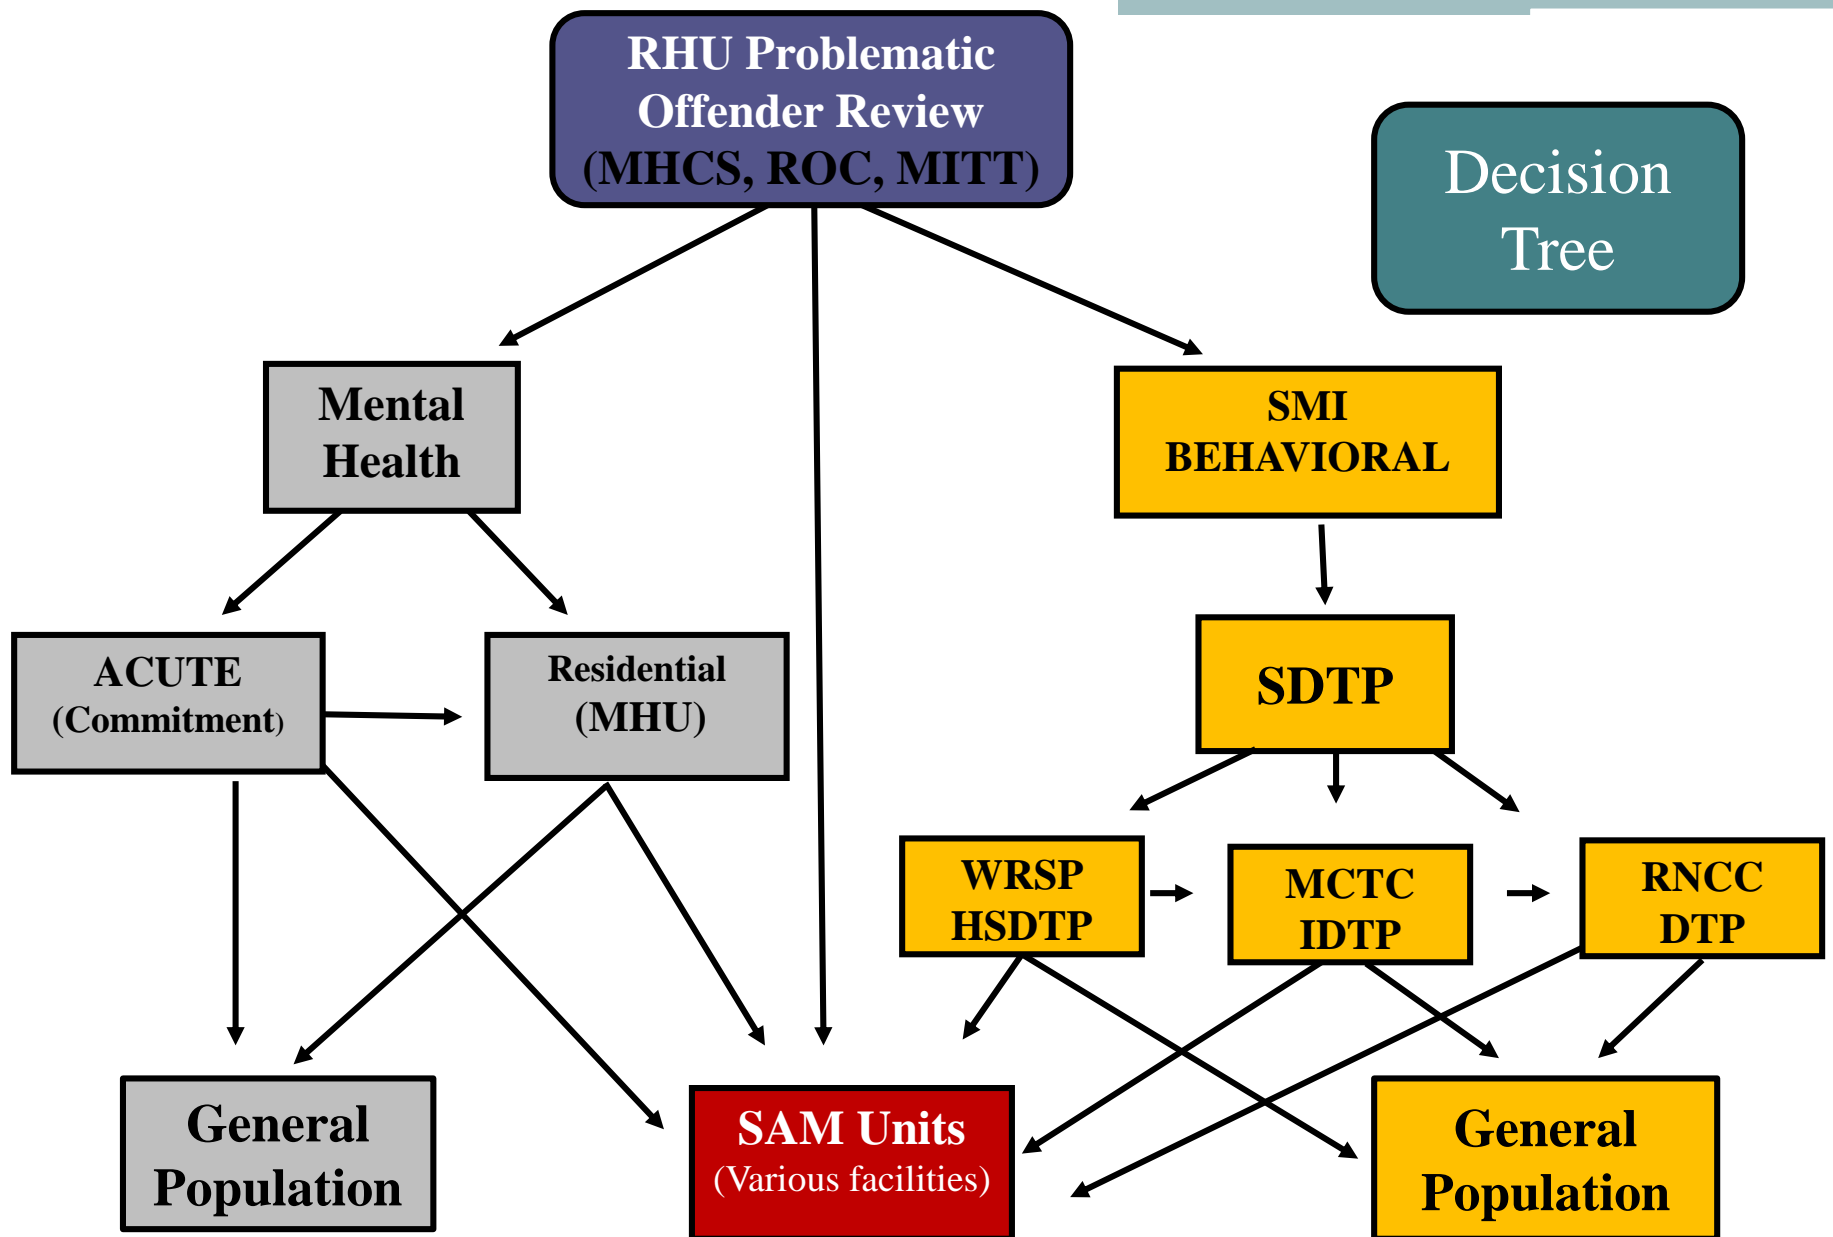 RHU Problematic
Offender Review
(MHCS, ROC, MITT)
Decision
Tree
Mental
Health
SMI
BEHAVIORAL
ACUTE
(Commitment)
Residential
(MHU)
SDTP
WRSP
HSDTP
MCTC
IDTP
RNCC
DTP
General
Population
SAM Units
(Various facilities)
General
Population